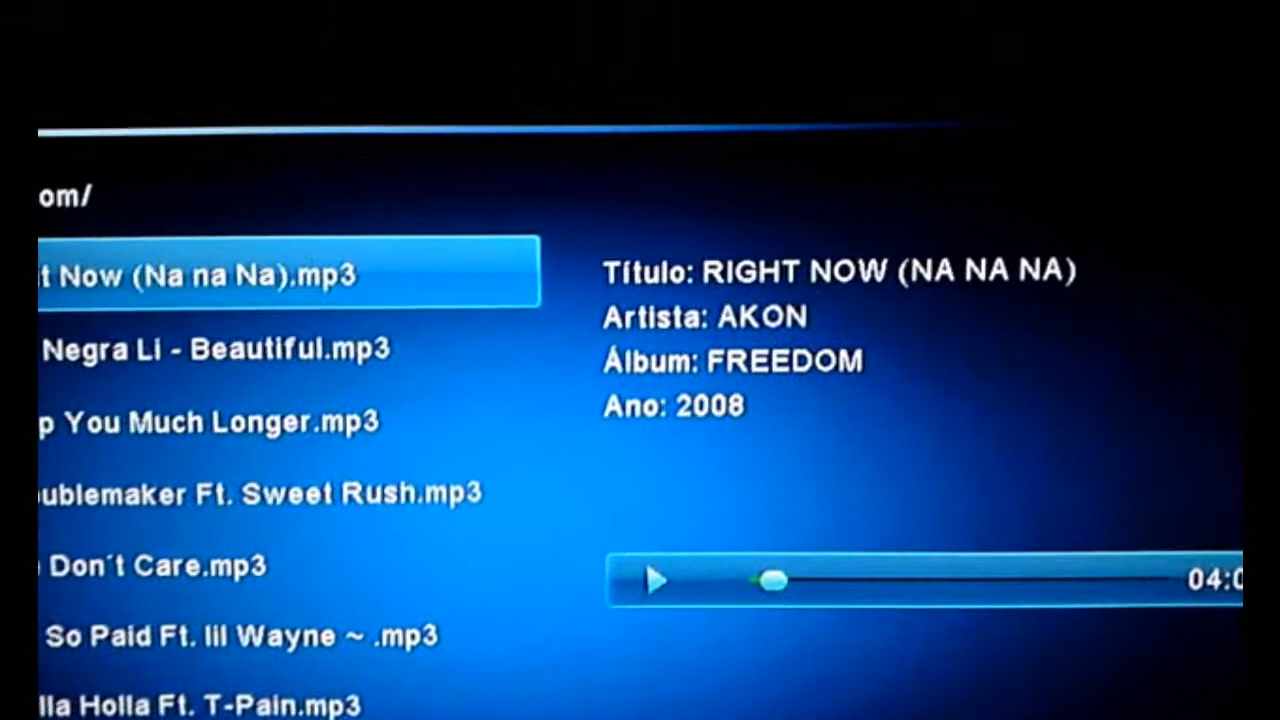 om/
t Now (Na na Na).mp3
Negra Li - Beautiful.mp3
p You Much Longer.mp3
ublemaker Ft. Sweet Rush.mp3
Don´t Care.mp3
So Paid Ft. lil Wayne ~ .mp3
lla Holla Ft. T-Pain.mp3
Título: RIGHT NOW (NA NA NA)
Artista: AKON
Álbum: FREEDOM
Ano: 2008
04:0